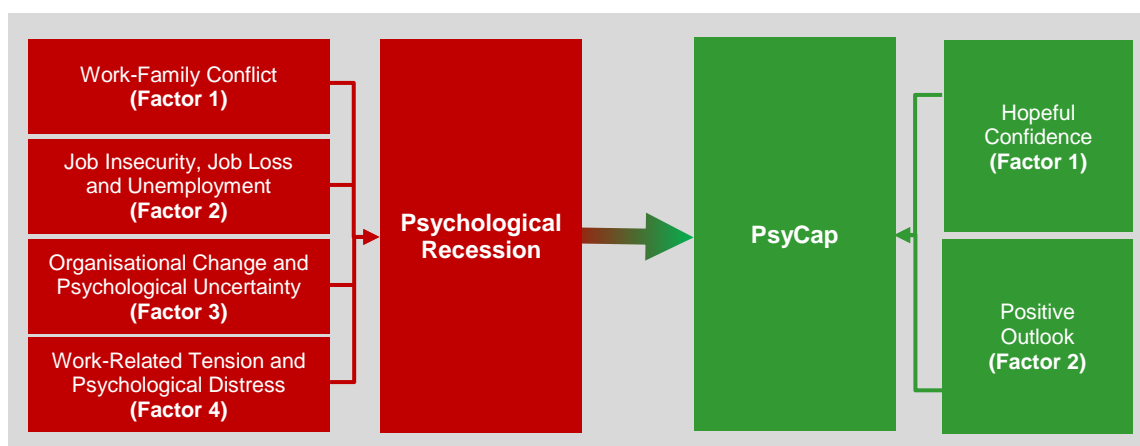 Work-Family Conflict
(Factor 1)
Job Insecurity, Job Loss
and Unemployment
(Factor 2)
Organisational Change and
Psychological Uncertainty
(Factor 3)
Work-Related Tension and
Psychological Distress
(Factor 4)
Psychological
Recession
PsyCap
Hopeful
Confidence
(Factor 1)
Positive
Outlook
(Factor 2)